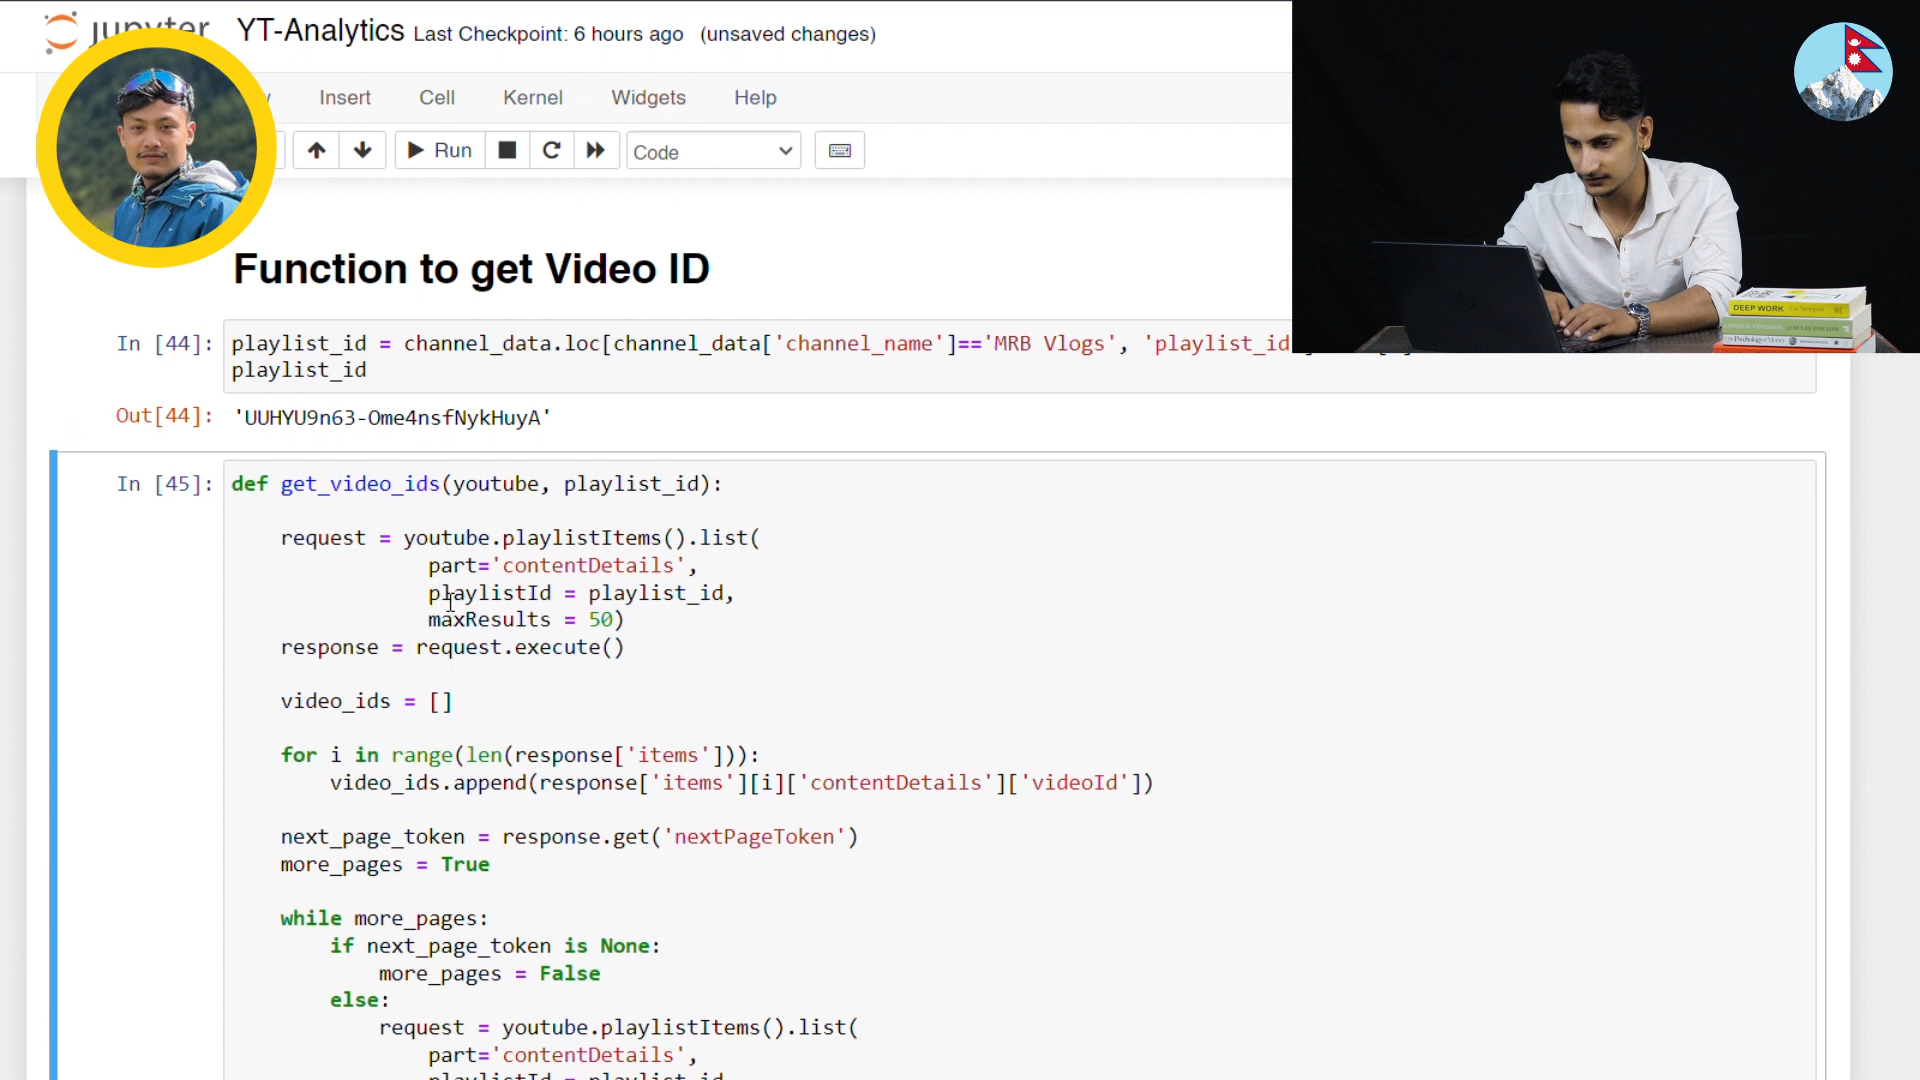 jupyter YT-Analytics Last Checkpoint: 6 hours ago (unsaved changes)
Insert Cell Kernel Widgets Help
Run Code
Function to get Video ID
In [44]: playlist_id = channel_data.loc[channel_data['channel_name']=='MRB Vlogs', 'playlist_id
playlist_id
Out[44]: 'UUHYU9n63-Ome4nsfNykHuyA'
In [45]: def get_video_ids(youtube, playlist_id):
request = youtube.playlistItems().list(
part='contentDetails',
playlistId = playlist_id,
maxResults = 50)
response = request.execute()
video_ids = []
for i in range(len(response['items'])):
video_ids.append(response['items'][i]['contentDetails']['videoId'])
next_page_token = response.get('nextPageToken')
more_pages = True
while more_pages:
if next_page_token is None:
more_pages = False
else:
request = youtube.playlistItems().list(
part='contentDetails',
playlistId = playlist_id
DEEP WORK